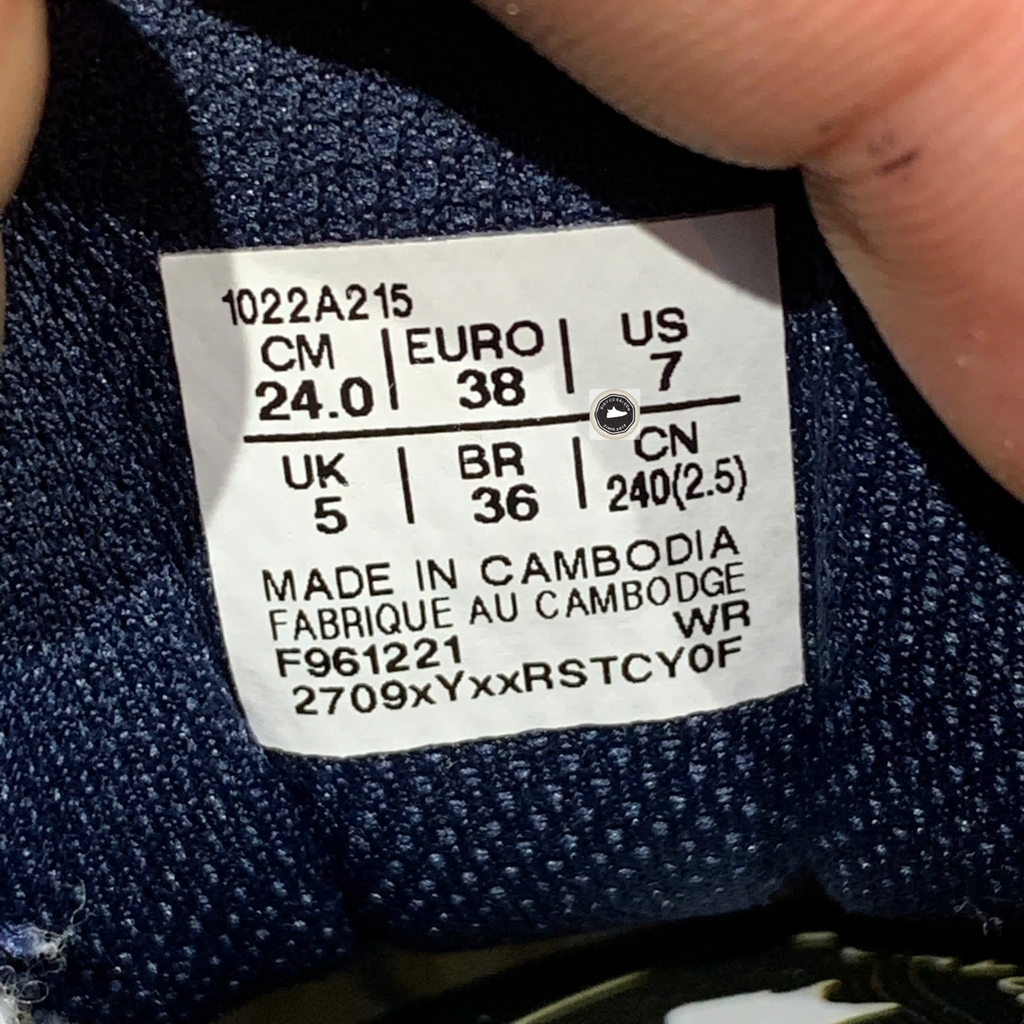 1022A215
CM | EURO | US
24.0 | 38 | 7
UK | BR | CN
5 | 36 | 240(2.5)
MADE IN CAMBODIA
FABRIQUE AU CAMBODGE
F961221 WR
2709xYxxRSTCY0F